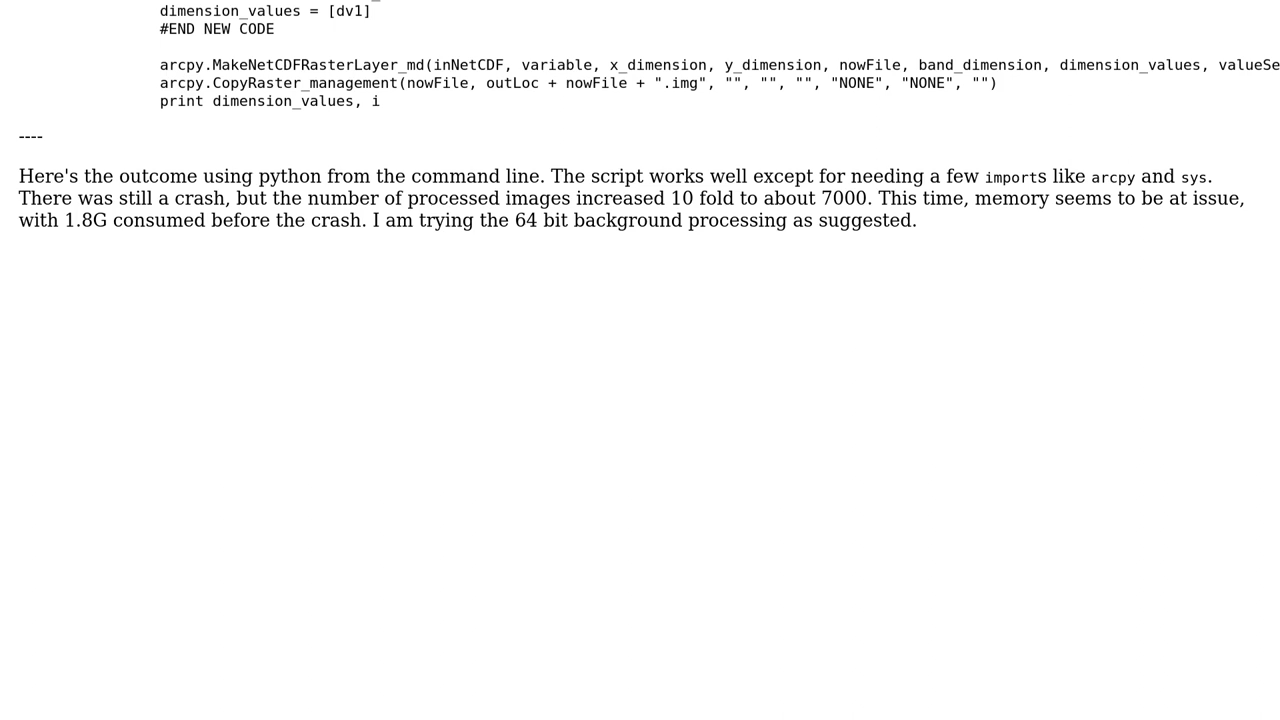 dimension_values = [dv1]
#END NEW CODE
arcpy.MakeNetCDFRasterLayer_md(inNetCDF, variable, x_dimension, y_dimension, nowFile, band_dimension, dimension_values, valueSe
arcpy.CopyRaster_management(nowFile, outLoc + nowFile + ".img", "", "", "", "NONE", "NONE", "")
print dimension_values, i
----
Here's the outcome using python from the command line. The script works well except for needing a few imports like arcpy and sys.
There was still a crash, but the number of processed images increased 10 fold to about 7000. This time, memory seems to be at issue,
with 1.8G consumed before the crash. I am trying the 64 bit background processing as suggested.